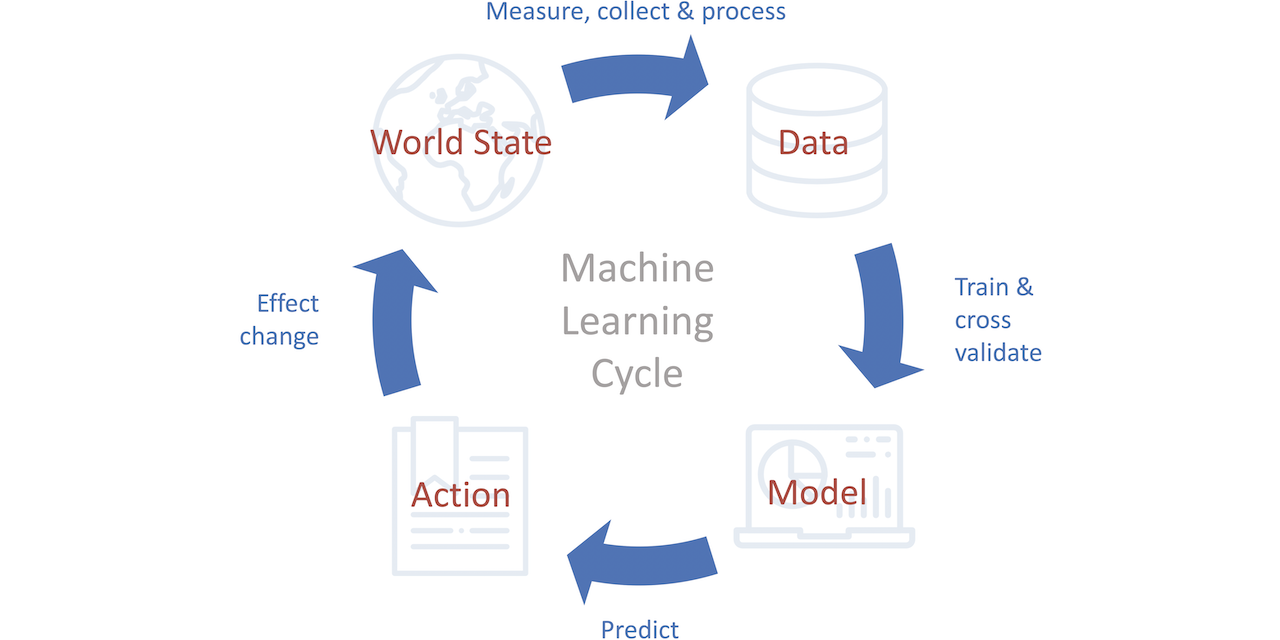 Measure, collect & process
World State
Data
Machine
Learning
Cycle
Effect
change
Train &
cross
validate
Action
Model
Predict